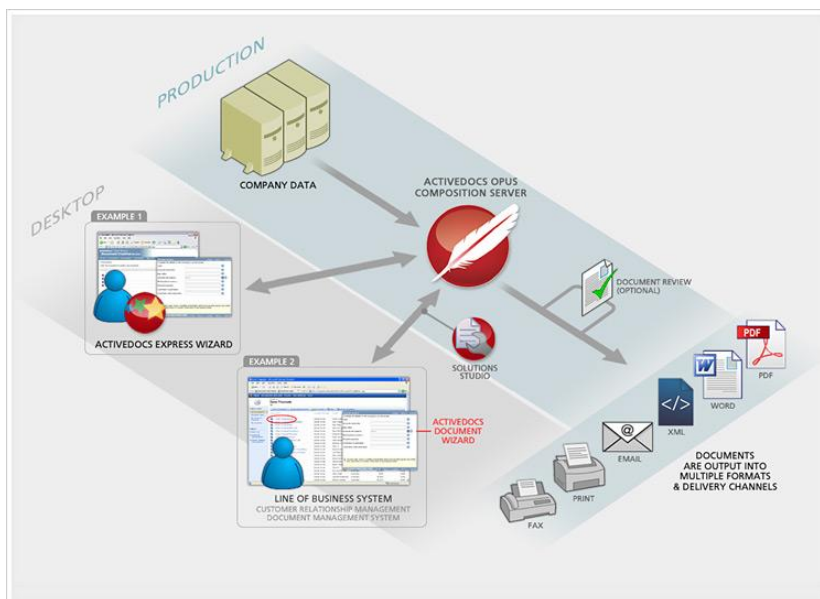 PRODUCTION
COMPANY DATA
ACTIVEDOCS OPUS
COMPOSITION SERVER
DESKTOP
EXAMPLE 1
ACTIVEDOCS EXPRESS WIZARD
DOCUMENT REVIEW
(OPTIONAL)
SOLUTIONS
STUDIO
EXAMPLE 2
ACTIVEDOCS
DOCUMENT
WIZARD
LINE OF BUSINESS SYSTEM
CUSTOMER RELATIONSHIP MANAGEMENT
DOCUMENT MANAGEMENT SYSTEM
PDF
PDF
W
WORD
</>
XML
@
EMAIL
PRINT
FAX
DOCUMENTS
ARE OUTPUT INTO
MULTIPLE FORMATS
& DELIVERY CHANNELS